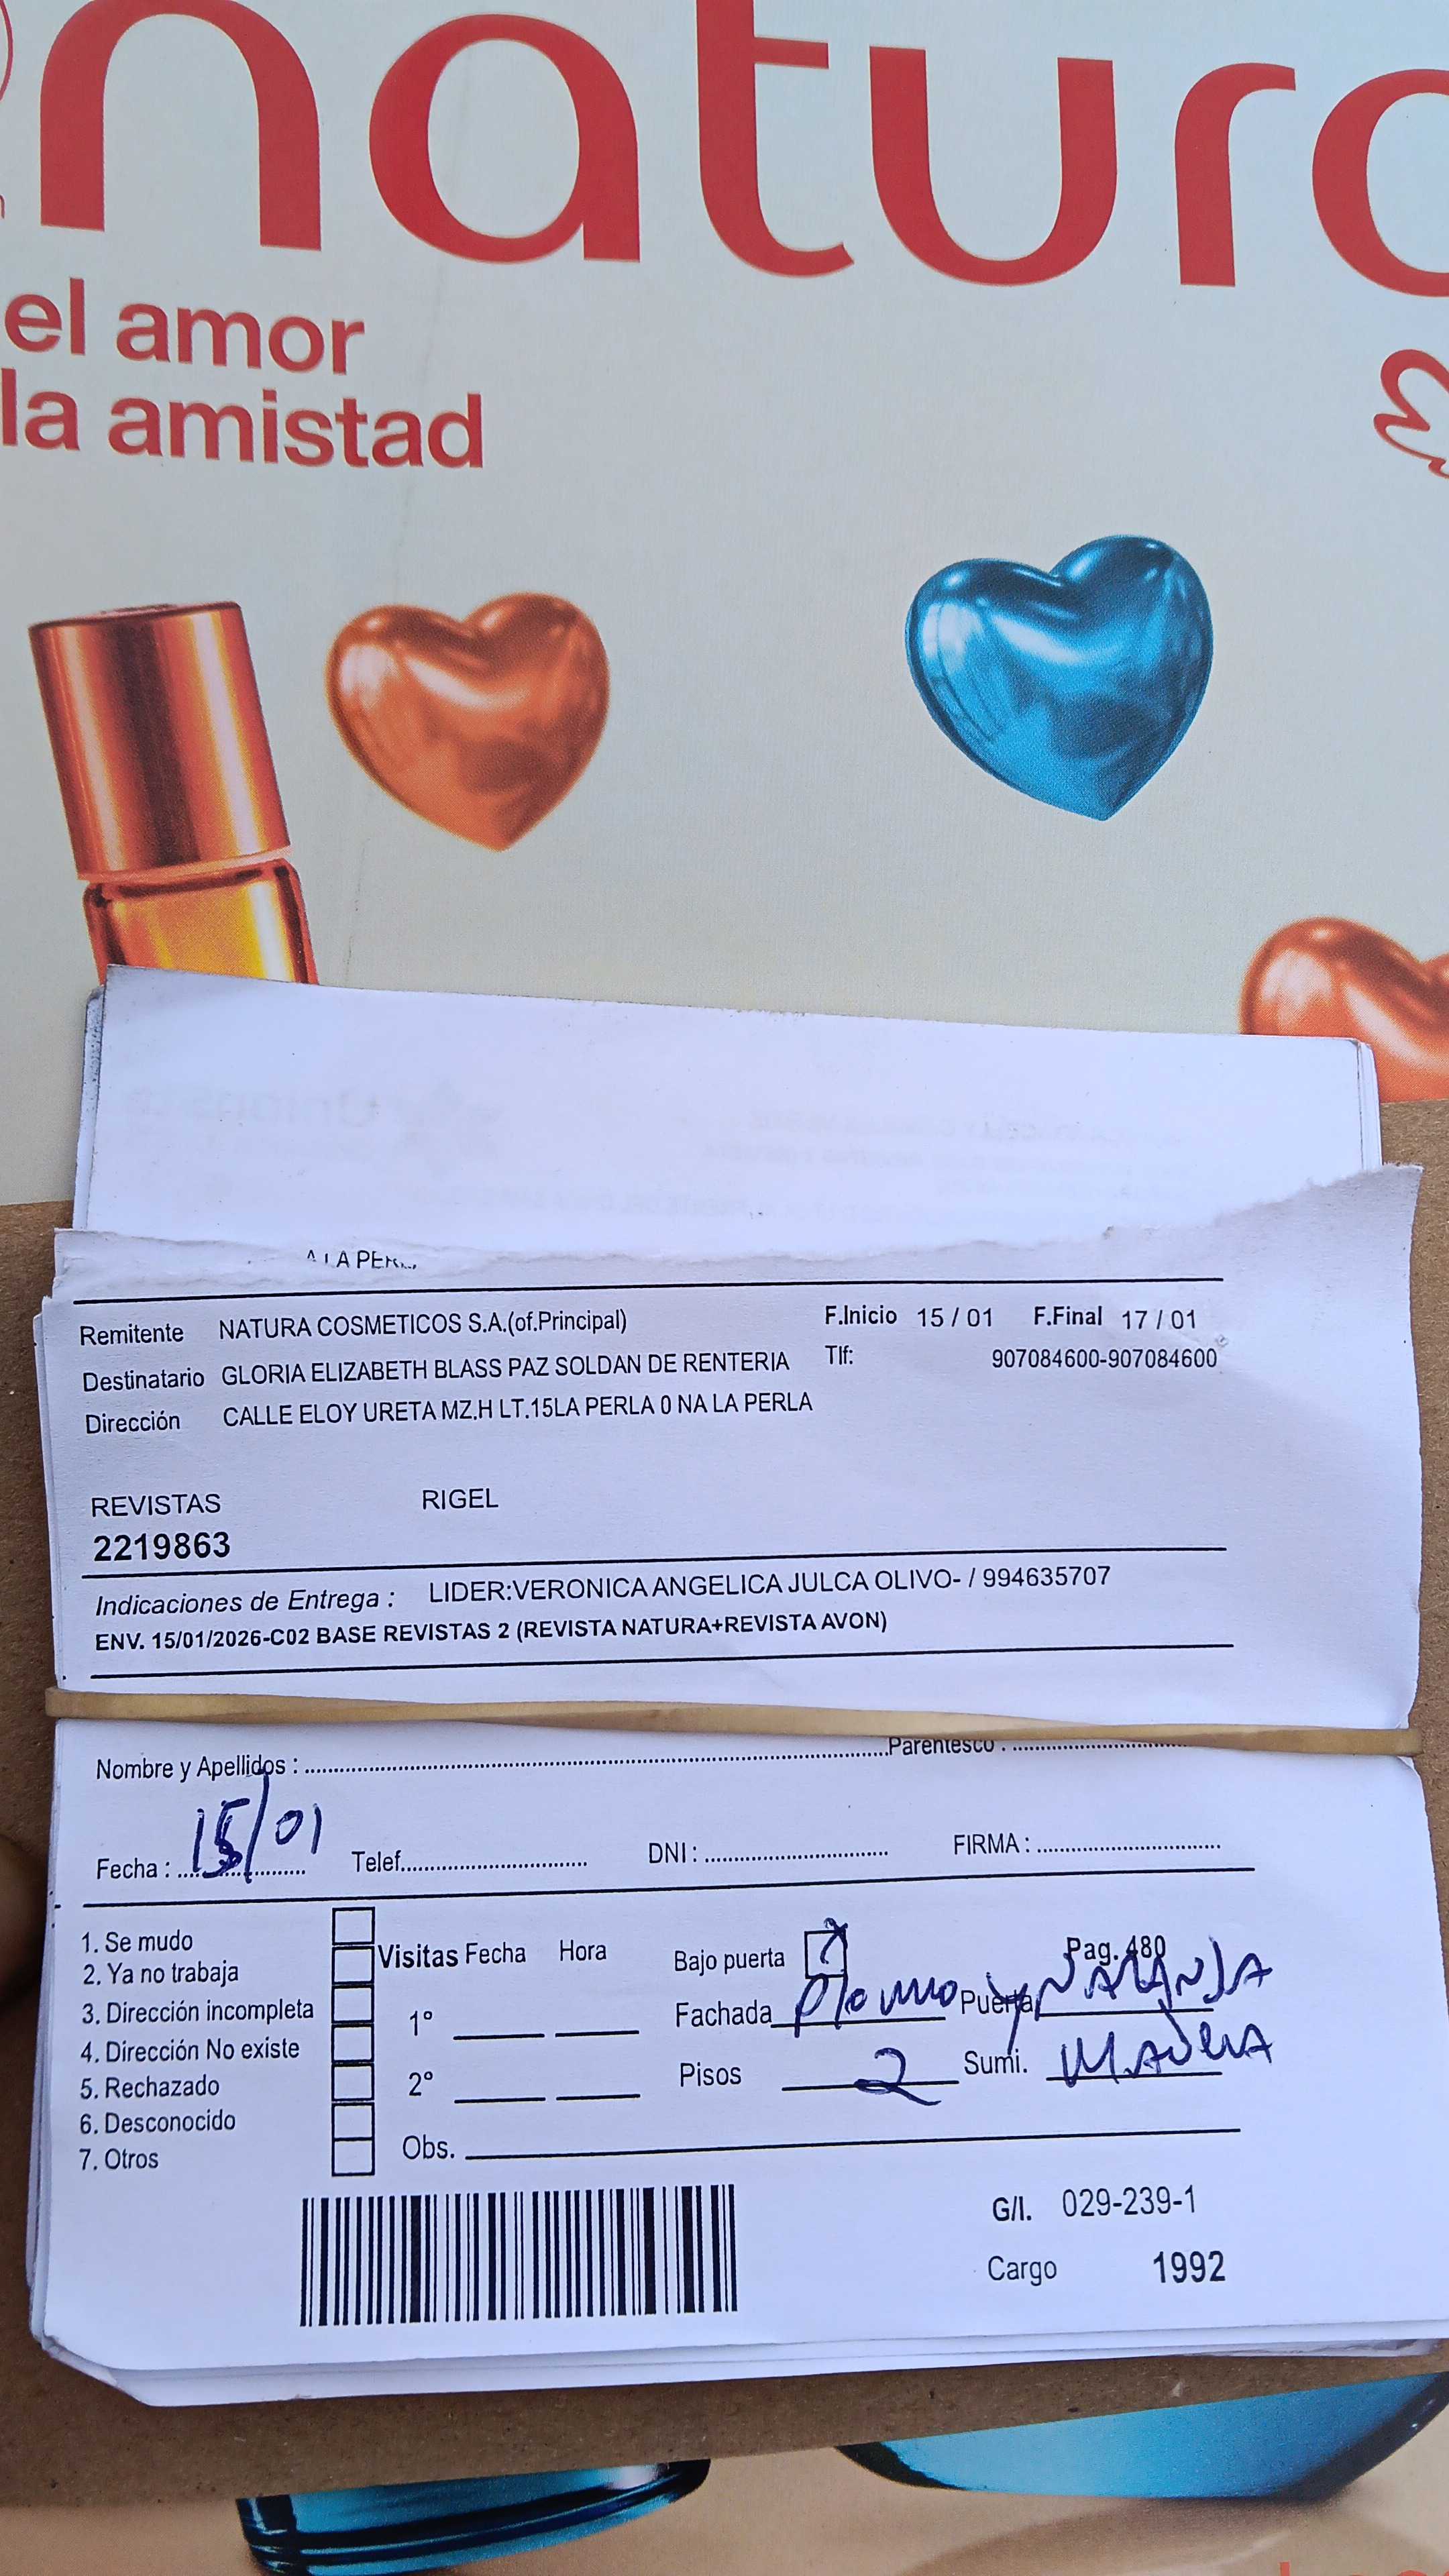 natura
el amor
la amistad
Remitente NATURA COSMETICOS S.A.(of.Principal) F.Inicio 15 / 01 F.Final 17 / 01
Destinatario GLORIA ELIZABETH BLASS PAZ SOLDAN DE RENTERIA Tlf: 907084600-907084600
Dirección CALLE ELOY URETA MZ.H LT.15LA PERLA 0 NA LA PERLA
REVISTAS RIGEL
2219863
Indicaciones de Entrega : LIDER:VERONICA ANGELICA JULCA OLIVO- / 994635707
ENV. 15/01/2026-C02 BASE REVISTAS 2 (REVISTA NATURA+REVISTA AVON)
Nombre y Apellidos : Parentesco :
Fecha : 15/01 Telef. DNI : FIRMA :
1. Se mudo
2. Ya no trabaja
3. Dirección incompleta
4. Dirección No existe
5. Rechazado
6. Desconocido
7. Otros
Visitas Fecha Hora
1º
2º
Obs.
Bajo puerta x Pag. 480
Fachada plomo y NARANJA Puerta
Pisos 2 Sumi. MADERA
G/I. 029-239-1
Cargo 1992